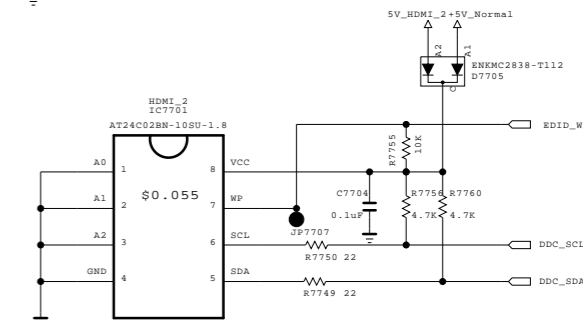 5V_HDMI_2 +5V_Normal
A2
A1
ENKMC2838-T112
D7705
C
HDMI_2
IC7701
AT24C02BN-10SU-1.8
EDID_W
R7755
10K
A0
1
8
VCC
$0.055
A1
2
7
WP
C7704
0.1uF
R7756
4.7K
R7760
4.7K
JP7707
A2
3
6
SCL
R7750 22
DDC_SCL
GND
4
5
SDA
R7749 22
DDC_SDA